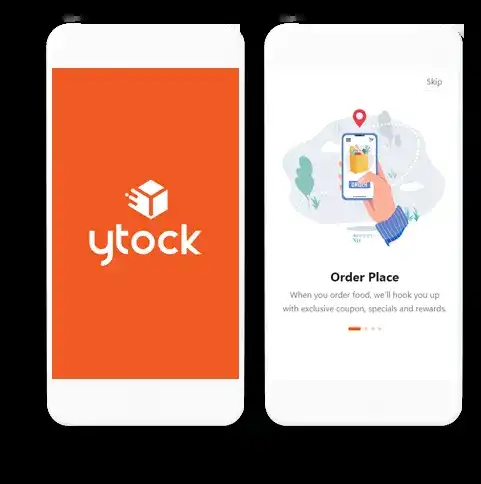 ytock
Skip
ORDER
Order Place
When you order food, we'll hook you up
with exclusive coupon, specials and rewards.